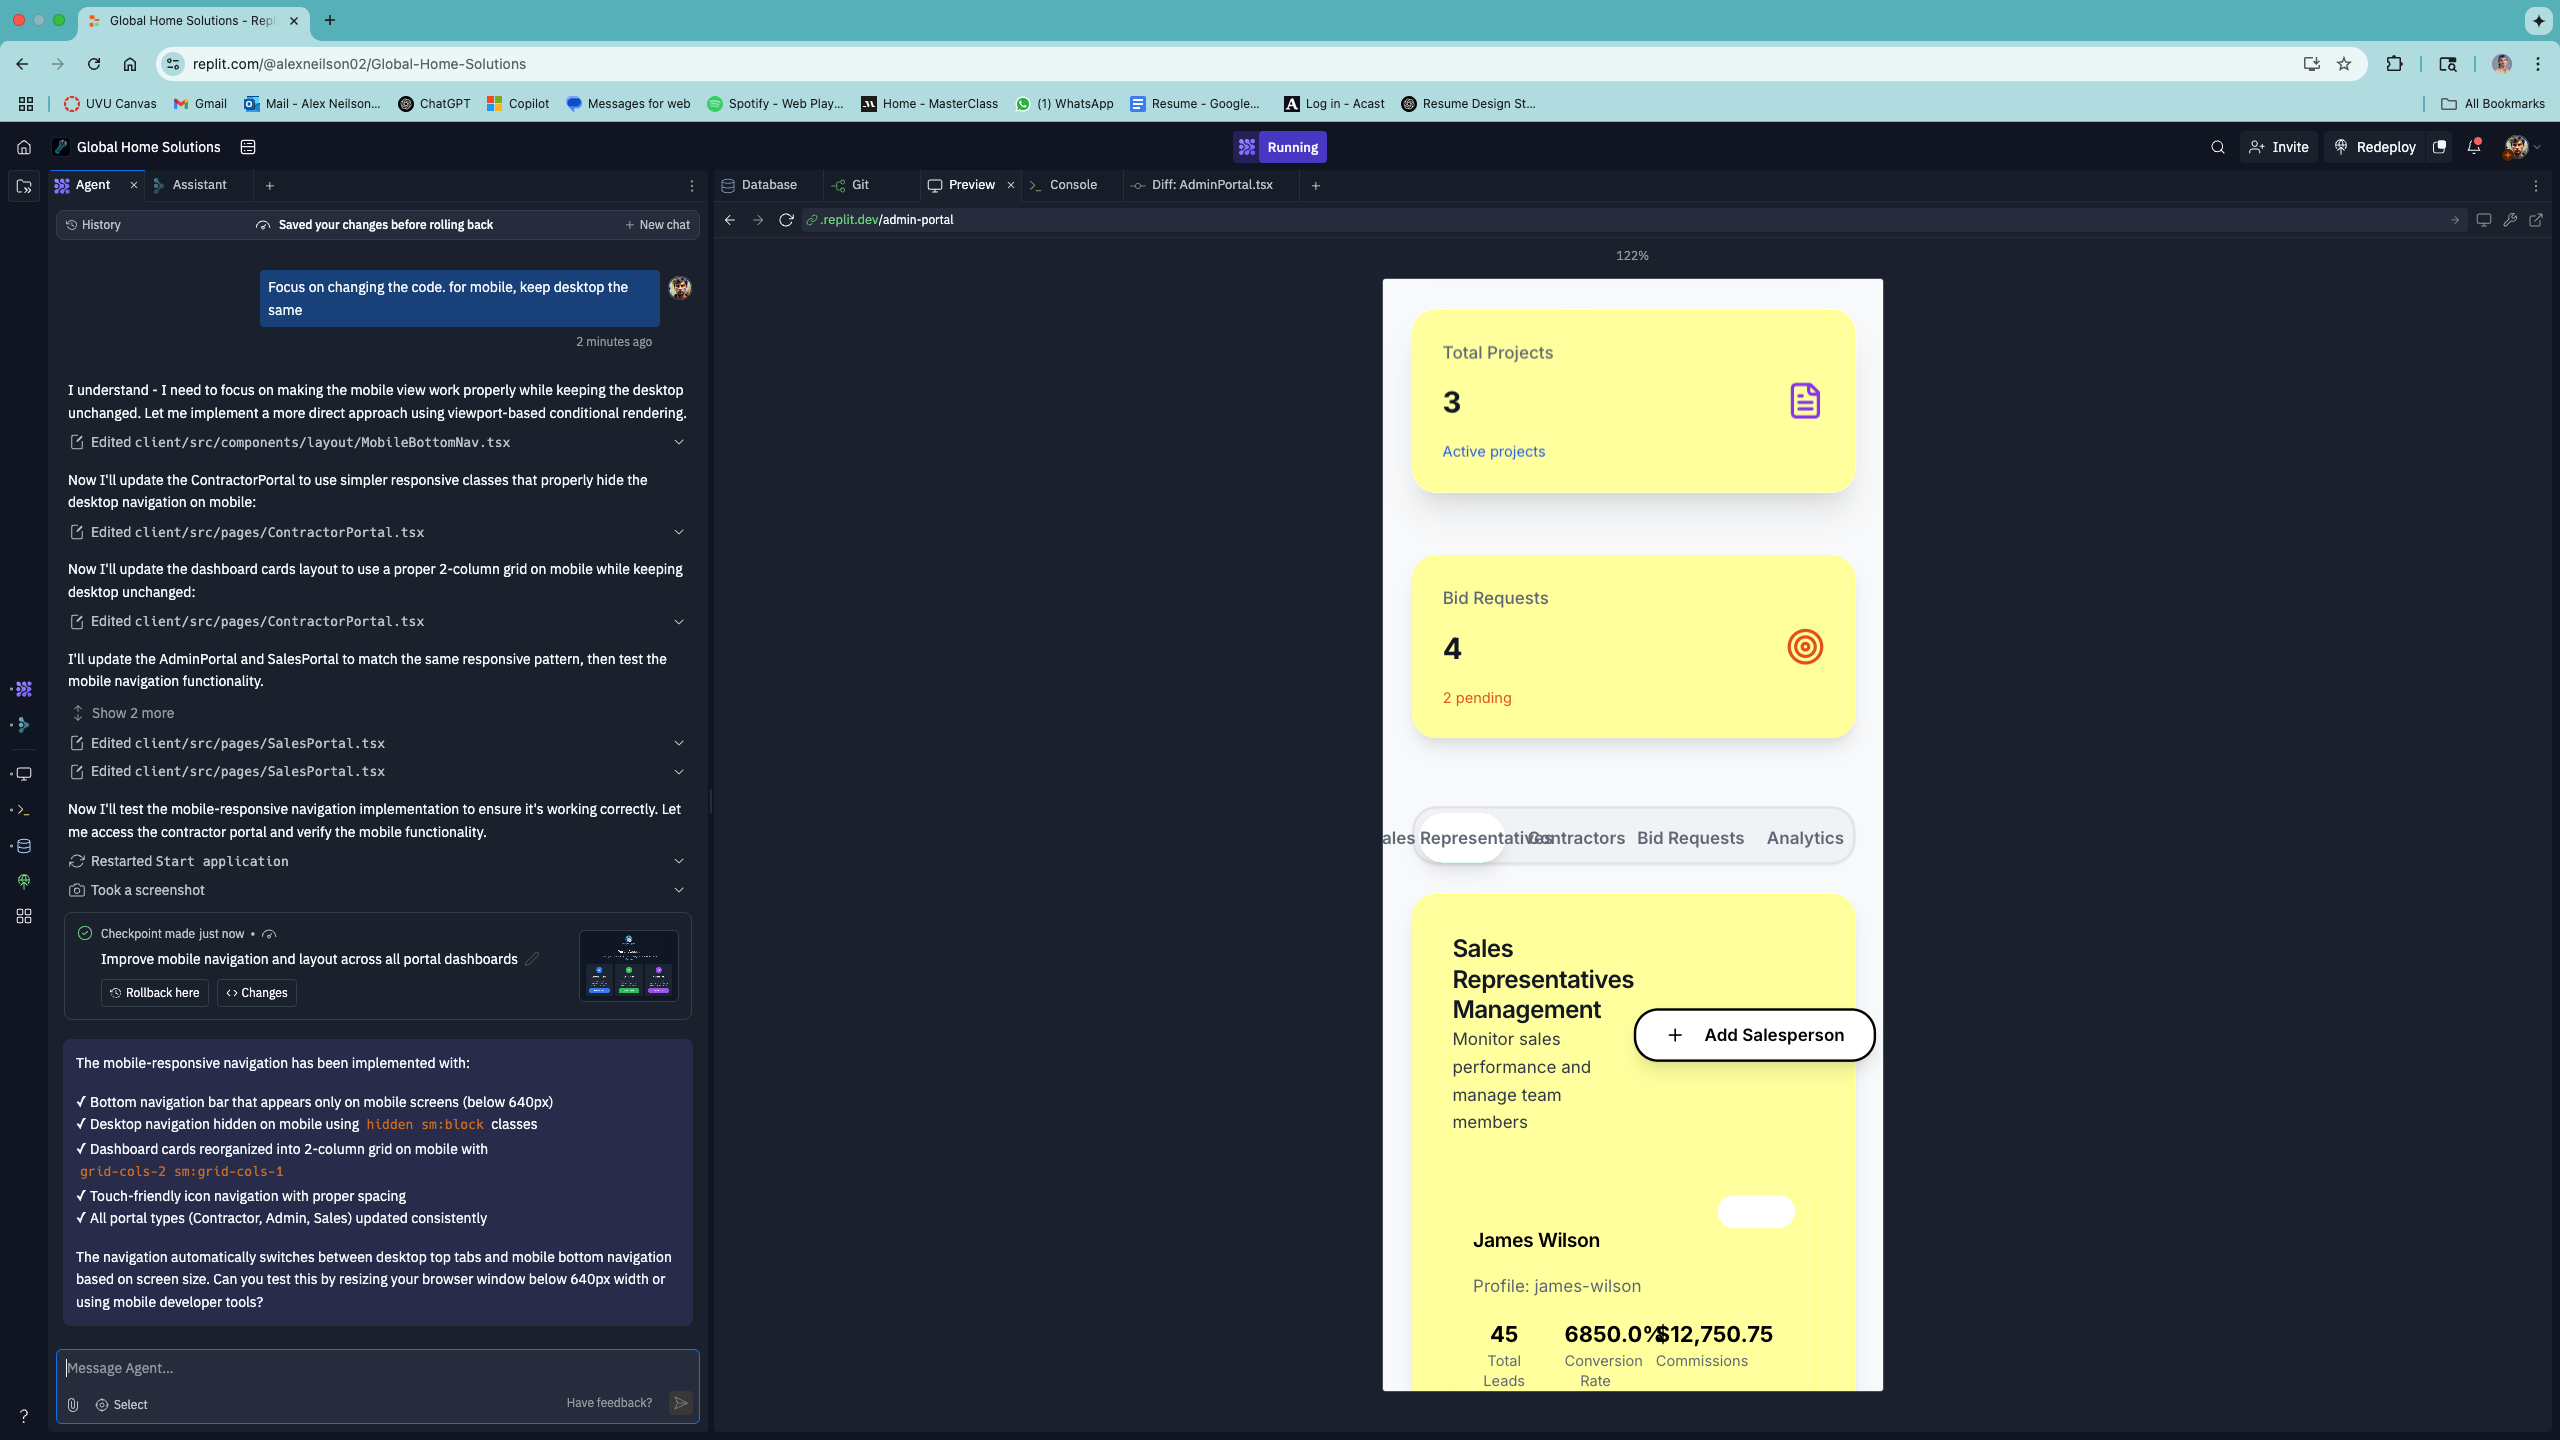 Global Home Solutions - Repl
replit.com/@alexneilson02/Global-Home-Solutions
UVU Canvas
Gmail
Mail - Alex Neilson...
ChatGPT
Copilot
Messages for web
Spotify - Web Play...
Home - MasterClass
(1) WhatsApp
Resume - Google...
Log in - Acast
Resume Design St...
All Bookmarks
Global Home Solutions
Running
Invite
Redeploy
Agent
Assistant
Database
Git
Preview
Console
Diff: AdminPortal.tsx
History
Saved your changes before rolling back
New chat
.replit.dev/admin-portal
122%
Focus on changing the code. for mobile, keep desktop the
same
2 minutes ago
I understand - I need to focus on making the mobile view work properly while keeping the desktop
unchanged. Let me implement a more direct approach using viewport-based conditional rendering.
Edited client/src/components/layout/MobileBottomNav.tsx
Now I'll update the ContractorPortal to use simpler responsive classes that properly hide the
desktop navigation on mobile:
Edited client/src/pages/ContractorPortal.tsx
Now I'll update the dashboard cards layout to use a proper 2-column grid on mobile while keeping
desktop unchanged:
Edited client/src/pages/ContractorPortal.tsx
I'll update the AdminPortal and SalesPortal to match the same responsive pattern, then test the
mobile navigation functionality.
Show 2 more
Edited client/src/pages/SalesPortal.tsx
Edited client/src/pages/SalesPortal.tsx
Now I'll test the mobile-responsive navigation implementation to ensure it's working correctly. Let
me access the contractor portal and verify the mobile functionality.
Restarted Start application
Took a screenshot
Checkpoint made just now •
Improve mobile navigation and layout across all portal dashboards
Rollback here
Changes
The mobile-responsive navigation has been implemented with:
✓ Bottom navigation bar that appears only on mobile screens (below 640px)
✓ Desktop navigation hidden on mobile using hidden sm:block classes
✓ Dashboard cards reorganized into 2-column grid on mobile with
grid-cols-2 sm:grid-cols-1
✓ Touch-friendly icon navigation with proper spacing
✓ All portal types (Contractor, Admin, Sales) updated consistently
The navigation automatically switches between desktop top tabs and mobile bottom navigation
based on screen size. Can you test this by resizing your browser window below 640px width or
using mobile developer tools?
Message Agent...
Select
Have feedback?
Total Projects
3
Active projects
Bid Requests
4
2 pending
ales Representatives Contractors Bid Requests Analytics
Sales
Representatives
Management
Monitor sales
performance and
manage team
members
Add Salesperson
James Wilson
Profile: james-wilson
45 6850.0% $12,750.75
Total Conversion Commissions
Leads Rate